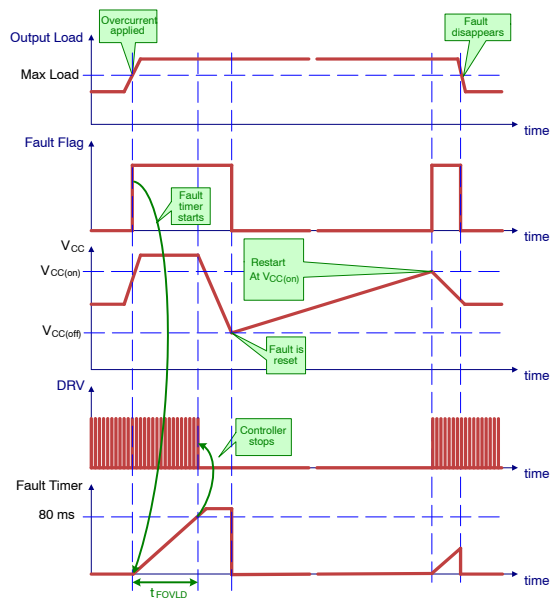 Overcurrent
applied
Output Load
Fault
disappears
Max Load
time
Fault Flag
Fault
timer
starts
time
VCC
VCC(on)
Restart
At VCC(on)
VCC(off)
Fault is
reset
time
DRV
Controller
stops
time
Fault Timer
80 ms
time
tFOVLD